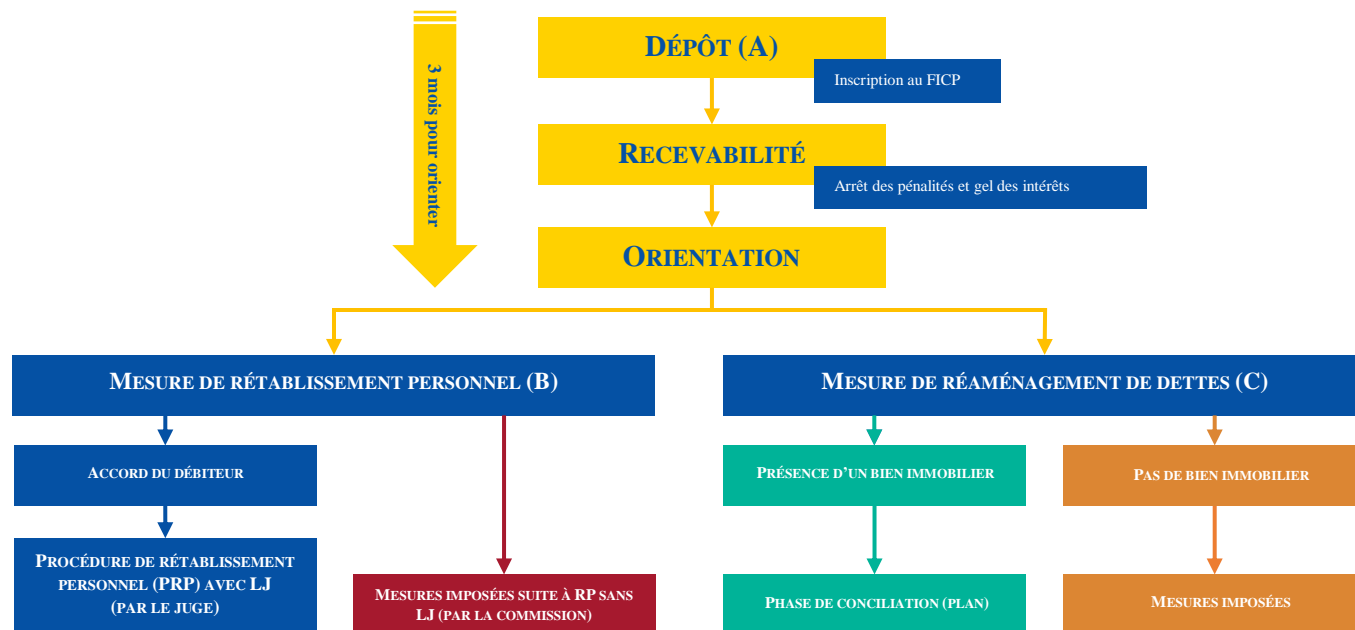 DÉPÔT (A)
Inscription au FICP
3 mois pour orienter
RECEVABILITÉ
Arrêt des pénalités et gel des intérêts
ORIENTATION
MESURE DE RÉTABLISSEMENT PERSONNEL (B)
MESURE DE RÉAMÉNAGEMENT DE DETTES (C)
ACCORD DU DÉBITEUR
PRÉSENCE D’UN BIEN IMMOBILIER
PAS DE BIEN IMMOBILIER
PROCÉDURE DE RÉTABLISSEMENT
PERSONNEL (PRP) AVEC LJ
(PAR LE JUGE)
MESURES IMPOSÉES SUITE À RP SANS
LJ (PAR LA COMMISSION)
PHASE DE CONCILIATION (PLAN)
MESURES IMPOSÉES